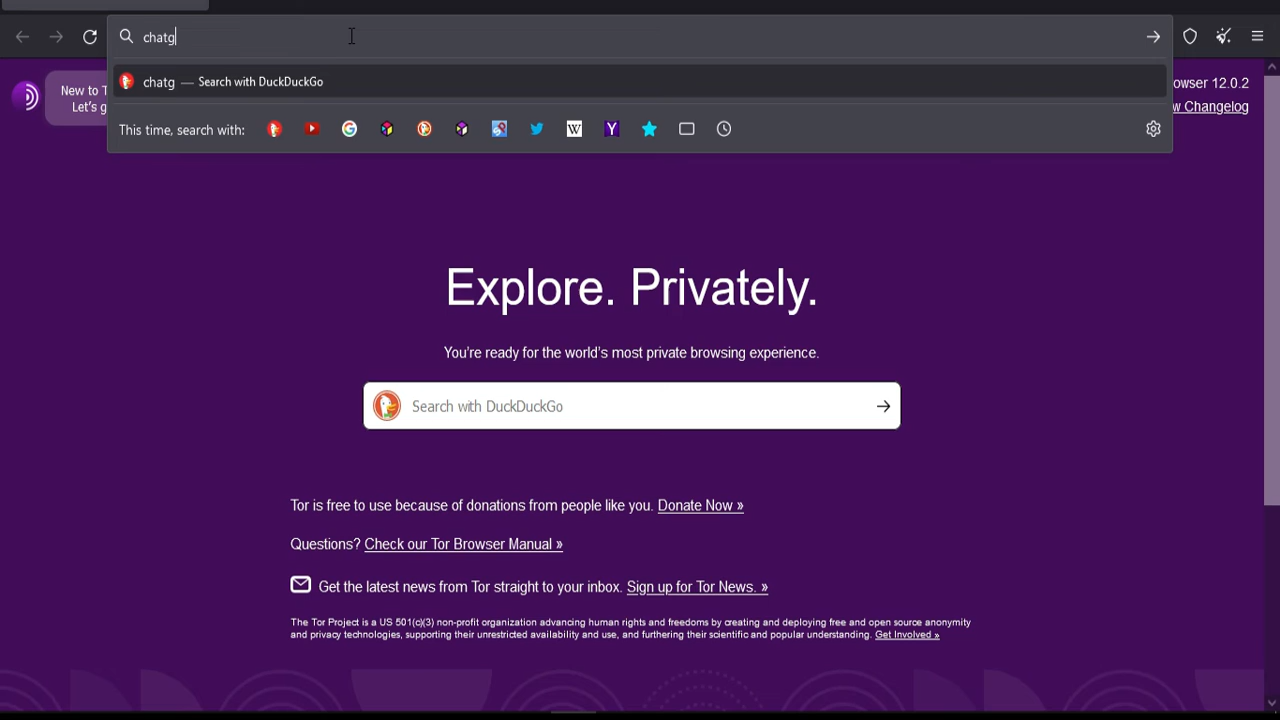 chatg
chatg — Search with DuckDuckGo
This time, search with:
W
Y
New to T
Let's g
owser 12.0.2
w Changelog
Explore. Privately.
You're ready for the world's most private browsing experience.
Search with DuckDuckGo
Tor is free to use because of donations from people like you. Donate Now »
Questions? Check our Tor Browser Manual »
Get the latest news from Tor straight to your inbox. Sign up for Tor News. »
The Tor Project is a US 501(c)(3) non-profit organization advancing human rights and freedoms by creating and deploying free and open source anonymity
and privacy technologies, supporting their unrestricted availability and use, and furthering their scientific and popular understanding. Get Involved »